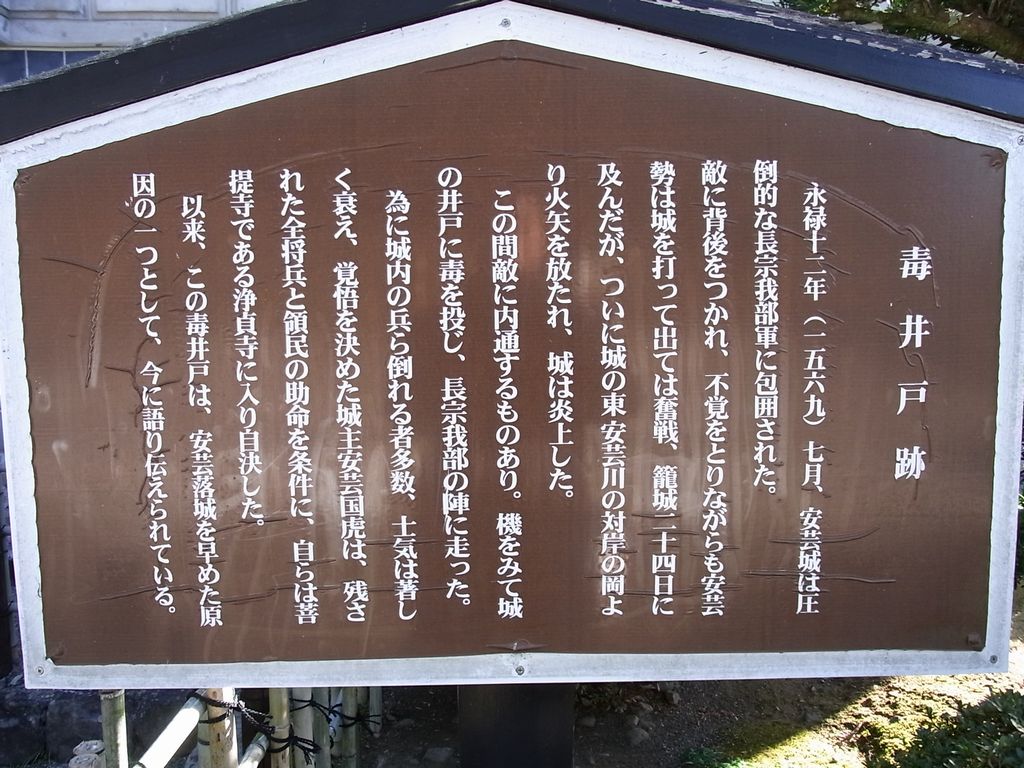 毒井戸跡
永禄十二年（一五六九）七月、安芸城は圧
倒的な長宗我部軍に包囲された。
敵に背後をつかれ、不覚をとりながらも安芸
勢は城を打って出ては奮戦、籠城二十四日に
及んだが、ついに城の東安芸川の対岸の岡よ
り火矢を放たれ、城は炎上した。
この間敵に内通するものあり。機をみて城
の井戸に毒を投じ、長宗我部の陣に走った。
為に城内の兵ら倒れる者多数、士気は著し
く衰え、覚悟を決めた城主安芸国虎は、残さ
れた全将兵と領民の助命を条件に、自らは菩
提寺である浄貞寺に入り自決した。
以来、この毒井戸は、安芸落城を早めた原
因の一つとして、今に語り伝えられている。